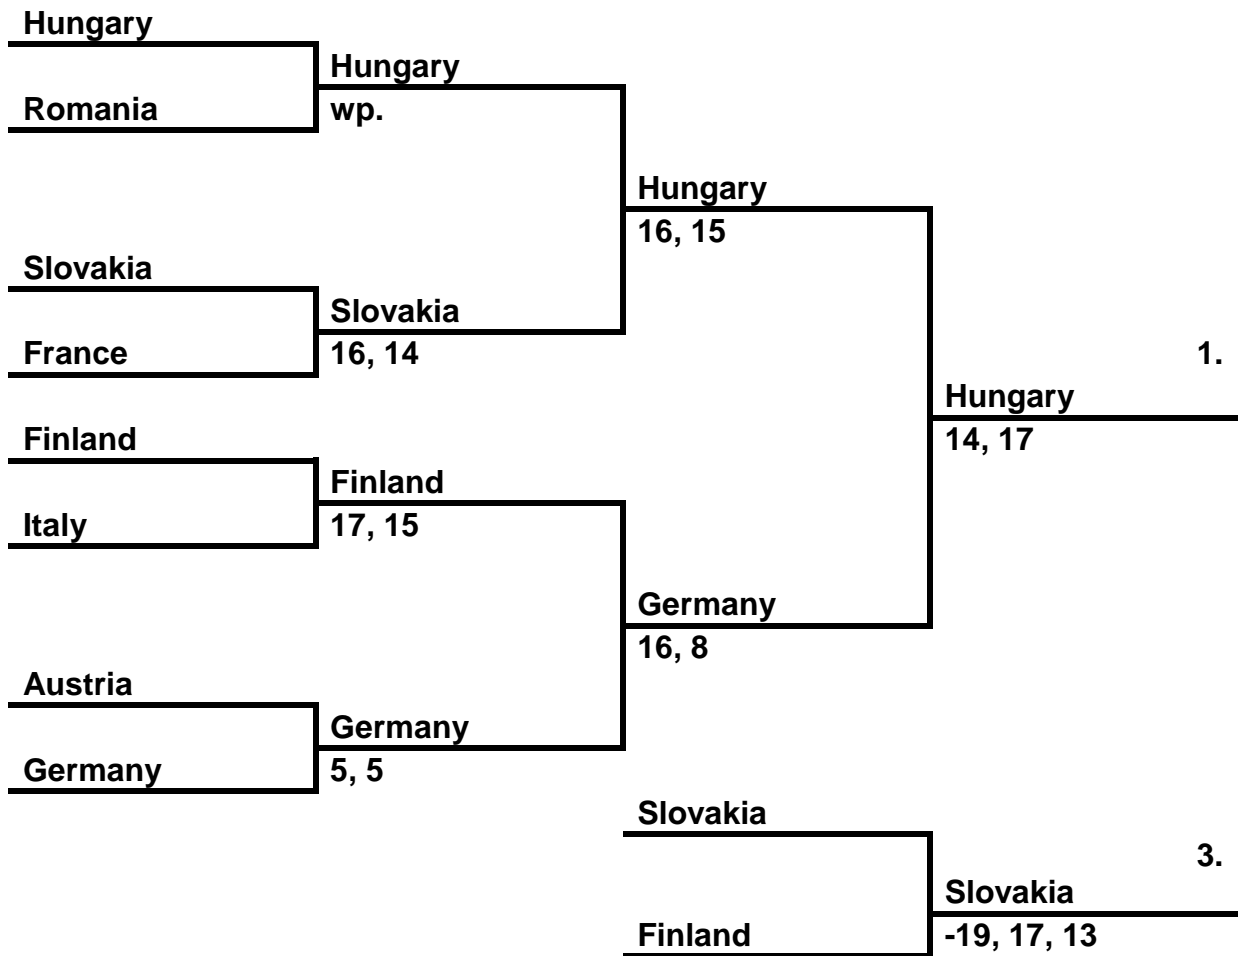 Hungary
Hungary
Romania
wp.
Hungary
16, 15
Slovakia
Slovakia
France
16, 14
1.
Hungary
14, 17
Finland
Finland
Italy
17, 15
Germany
16, 8
Austria
Germany
Germany
5, 5
Slovakia
3.
Slovakia
Finland
-19, 17, 13